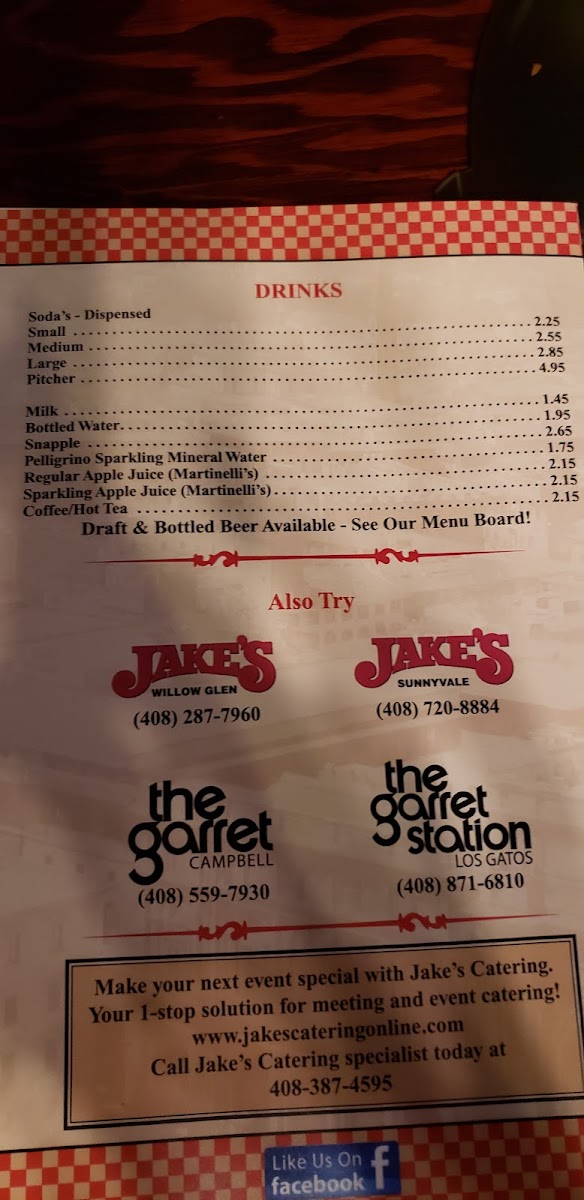 DRINKS
Soda's - Dispensed
Small ........ 2.25
Medium ........ 2.55
Large ........ 2.85
Pitcher ........ 4.95
Milk ........ 1.45
Bottled Water ........ 1.95
Snapple ........ 2.65
Pelligrino Sparkling Mineral Water ........ 1.75
Regular Apple Juice (Martinelli's) ........ 2.15
Sparkling Apple Juice (Martinelli's) ........ 2.15
Coffee/Hot Tea ........ 2.15
Draft & Bottled Beer Available - See Our Menu Board!
Also Try
JAKE'S
WILLOW GLEN
(408) 287-7960
JAKE'S
SUNNYVALE
(408) 720-8884
the
garret
CAMPBELL
(408) 559-7930
the
garret
station
LOS GATOS
(408) 871-6810
Make your next event special with Jake's Catering.
Your 1-stop solution for meeting and event catering!
www.jakescateringonline.com
Call Jake's Catering specialist today at
408-387-4595
Like Us On
facebook f